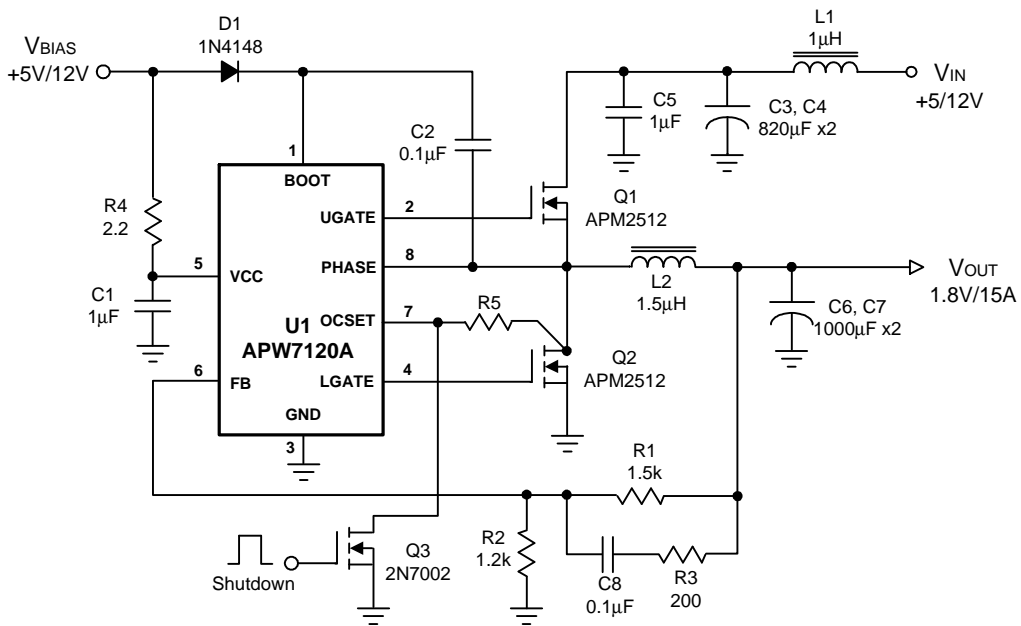 VBIAS
+5V/12V
D1
1N4148
L1
1µH
VIN
+5/12V
C5
1µF
C3, C4
820µF x2
C2
0.1µF
1
BOOT
R4
2.2
UGATE
2
Q1
APM2512
5
VCC
PHASE
8
L2
1.5µH
VOUT
1.8V/15A
C1
1µF
OCSET
7
R5
C6, C7
1000µF x2
U1
APW7120A
6
FB
LGATE
4
Q2
APM2512
GND
3
R1
1.5k
Shutdown
Q3
2N7002
R2
1.2k
C8
0.1µF
R3
200